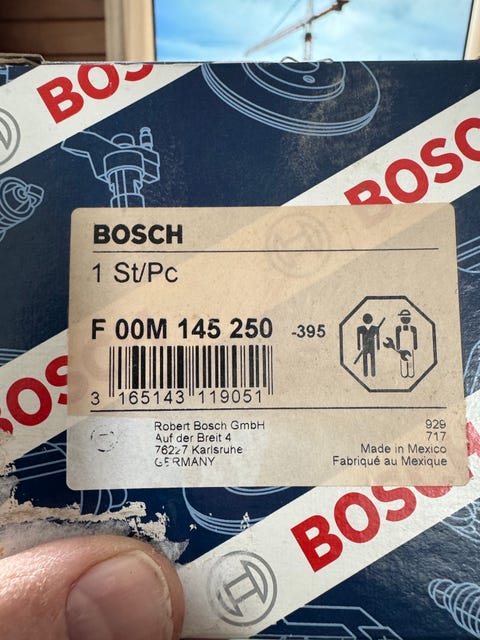 BOSCH
BOSCH
BOSCH
1 St/Pc
F 00M 145 250 -395
3 165143 119051
Robert Bosch GmbH
Auf der Breit 4
76227 Karlsruhe
GERMANY
929
717
Made in Mexico
Fabriqué au Mexique
BOSCH
BOSCH